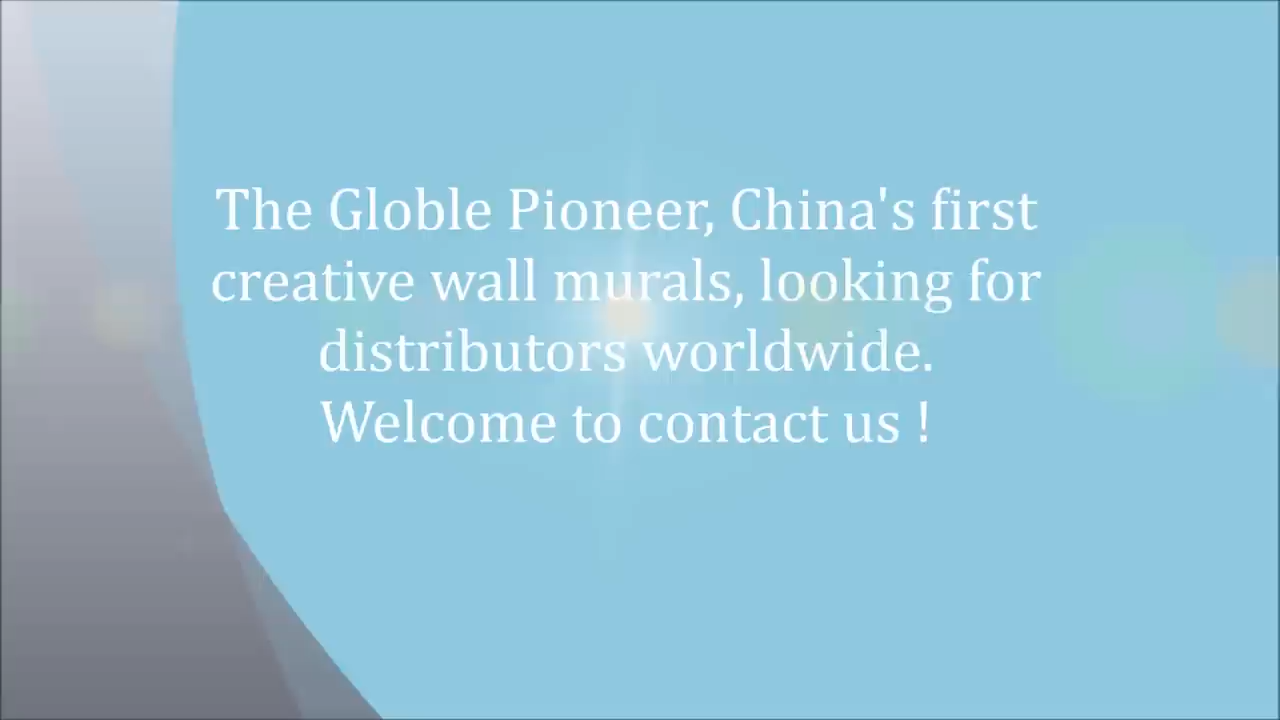 The Globle Pioneer, China's first
creative wall murals, looking for
distributors worldwide.
Welcome to contact us !